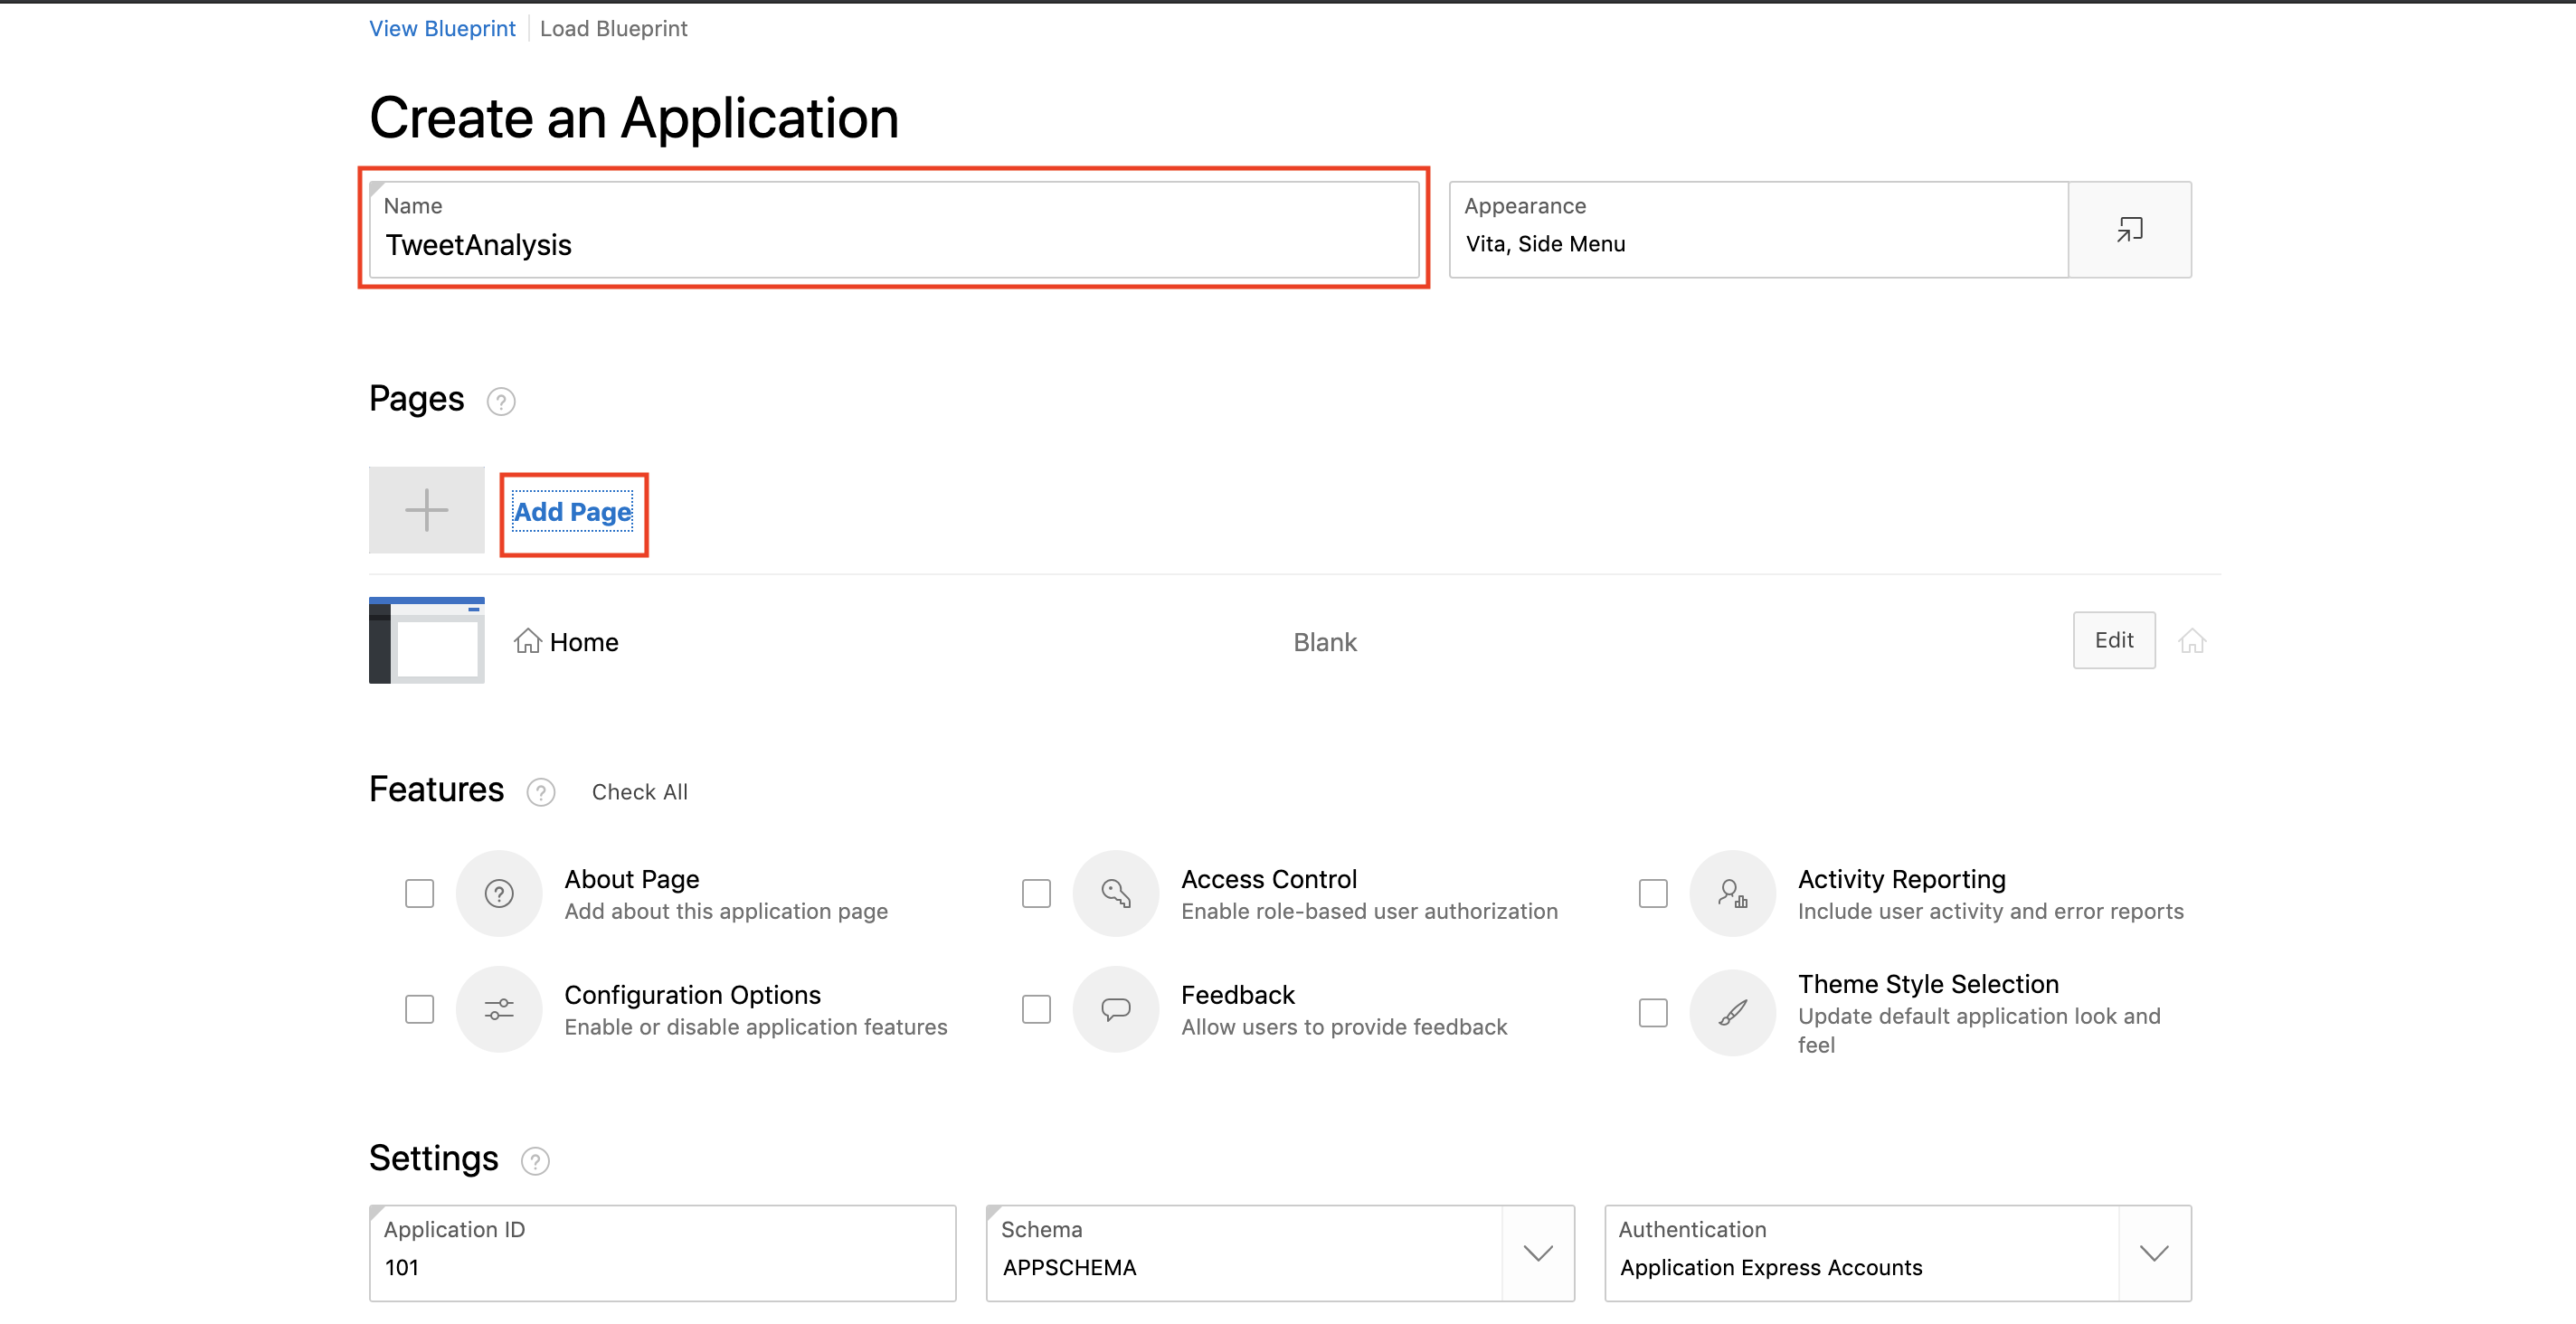 View Blueprint Load Blueprint
Create an Application
Name
TweetAnalysis
Appearance
Vita, Side Menu
Pages ?
Add Page
Home Blank Edit
Features ? Check All
? About Page
Add about this application page
Access Control
Enable role-based user authorization
Activity Reporting
Include user activity and error reports
Configuration Options
Enable or disable application features
Feedback
Allow users to provide feedback
Theme Style Selection
Update default application look and
feel
Settings ?
Application ID
101
Schema
APPSCHEMA
Authentication
Application Express Accounts